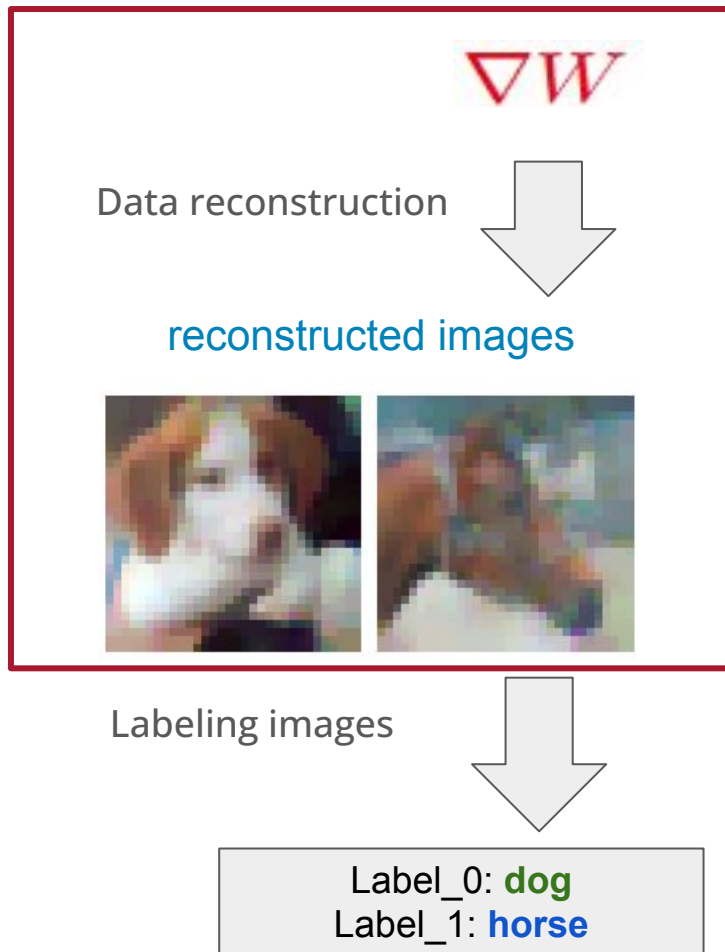 ∇W
Data reconstruction
reconstructed images
Labeling images
Label_0: dog
Label_1: horse